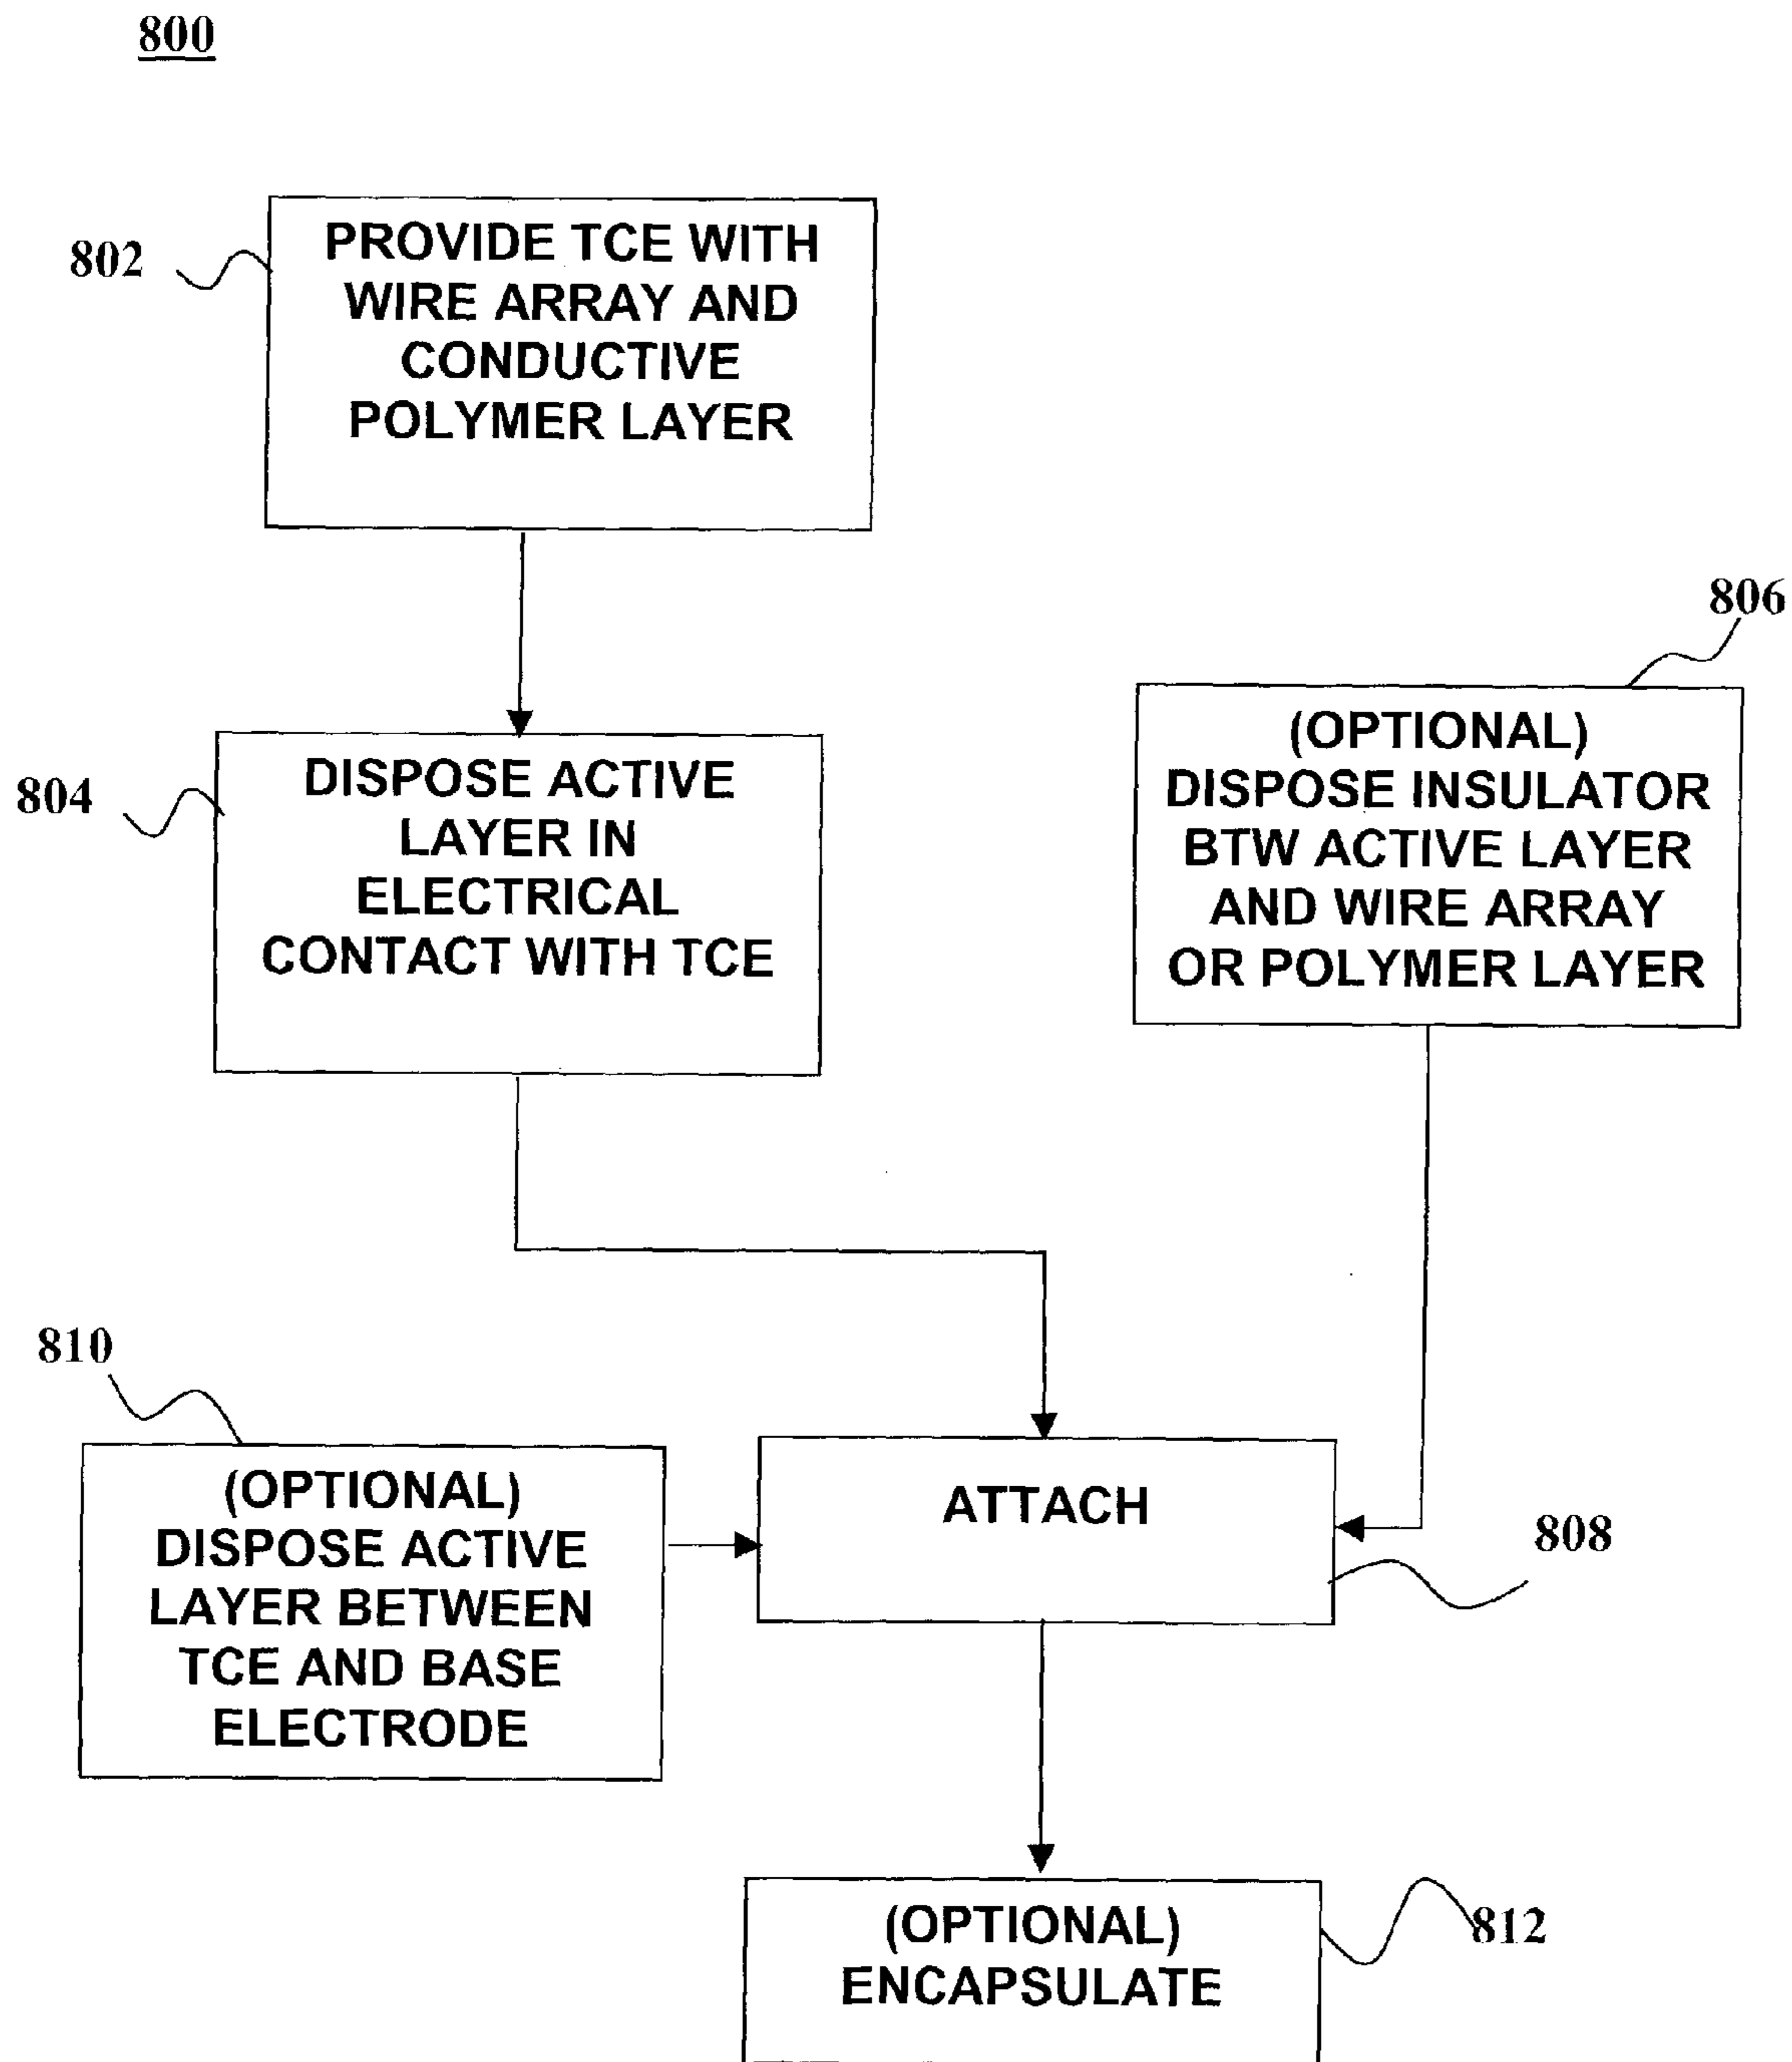 800
802
PROVIDE TCE WITH
WIRE ARRAY AND
CONDUCTIVE
POLYMER LAYER
806
804
DISPOSE ACTIVE
LAYER IN
ELECTRICAL
CONTACT WITH TCE
(OPTIONAL)
DISPOSE INSULATOR
BTW ACTIVE LAYER
AND WIRE ARRAY
OR POLYMER LAYER
810
(OPTIONAL)
DISPOSE ACTIVE
LAYER BETWEEN
TCE AND BASE
ELECTRODE
ATTACH
808
(OPTIONAL)
ENCAPSULATE
812